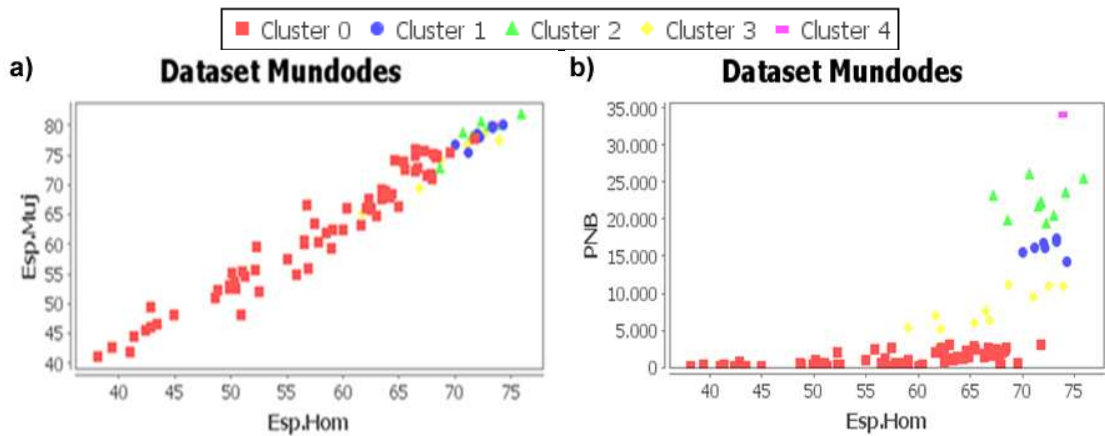 Cluster 0 Cluster 1 Cluster 2 Cluster 3 Cluster 4
a) Dataset Mundodes
80
75
70
65
60
55
50
45
40
Esp.Muj
40 45 50 55 60 65 70 75
Esp.Hom
b) Dataset Mundodes
35.000
30.000
25.000
20.000
15.000
10.000
5.000
0
PNB
40 45 50 55 60 65 70 75
Esp.Hom